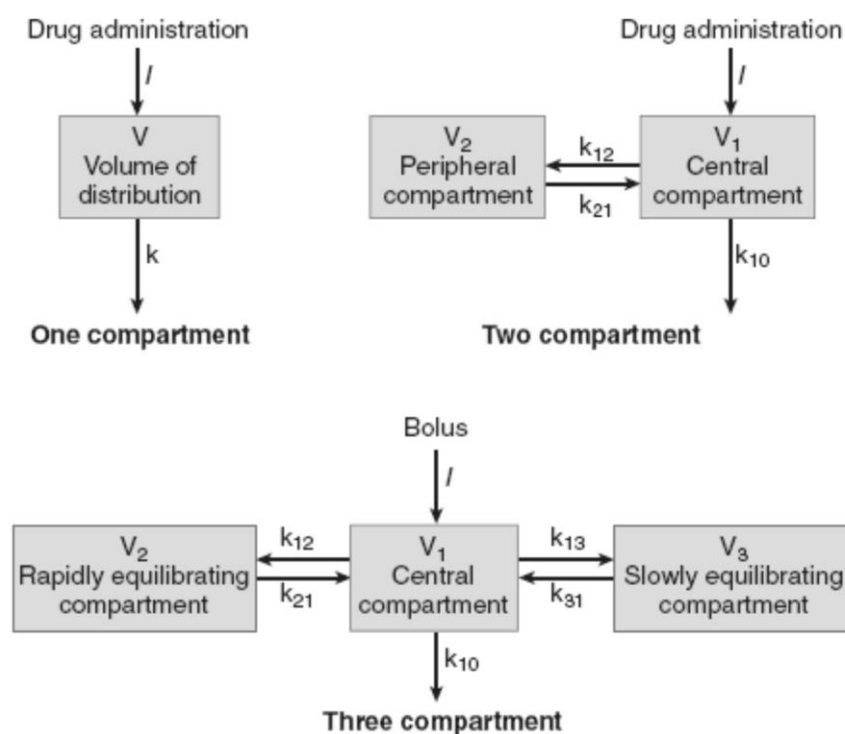 Drug administration
I
V
Volume of
distribution
k
One compartment
Drug administration
I
V₂
Peripheral
compartment
k₁₂
k₂₁
V₁
Central
compartment
k₁₀
Two compartment
Bolus
I
V₂
Rapidly equilibrating
compartment
k₁₂
k₂₁
V₁
Central
compartment
k₁₃
k₃₁
V₃
Slowly equilibrating
compartment
k₁₀
Three compartment